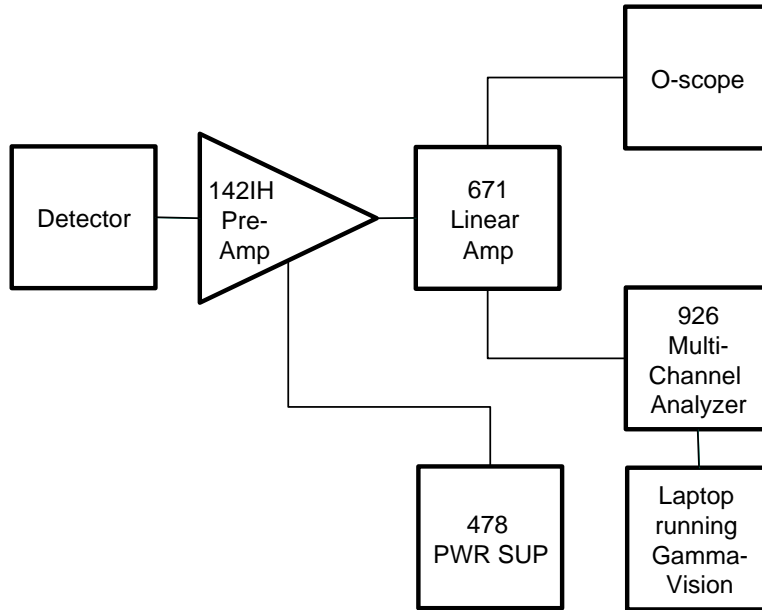 O-scope
Detector
142IH
Pre-
Amp
671
Linear
Amp
926
Multi-
Channel
Analyzer
478
PWR SUP
Laptop
running
Gamma-
Vision